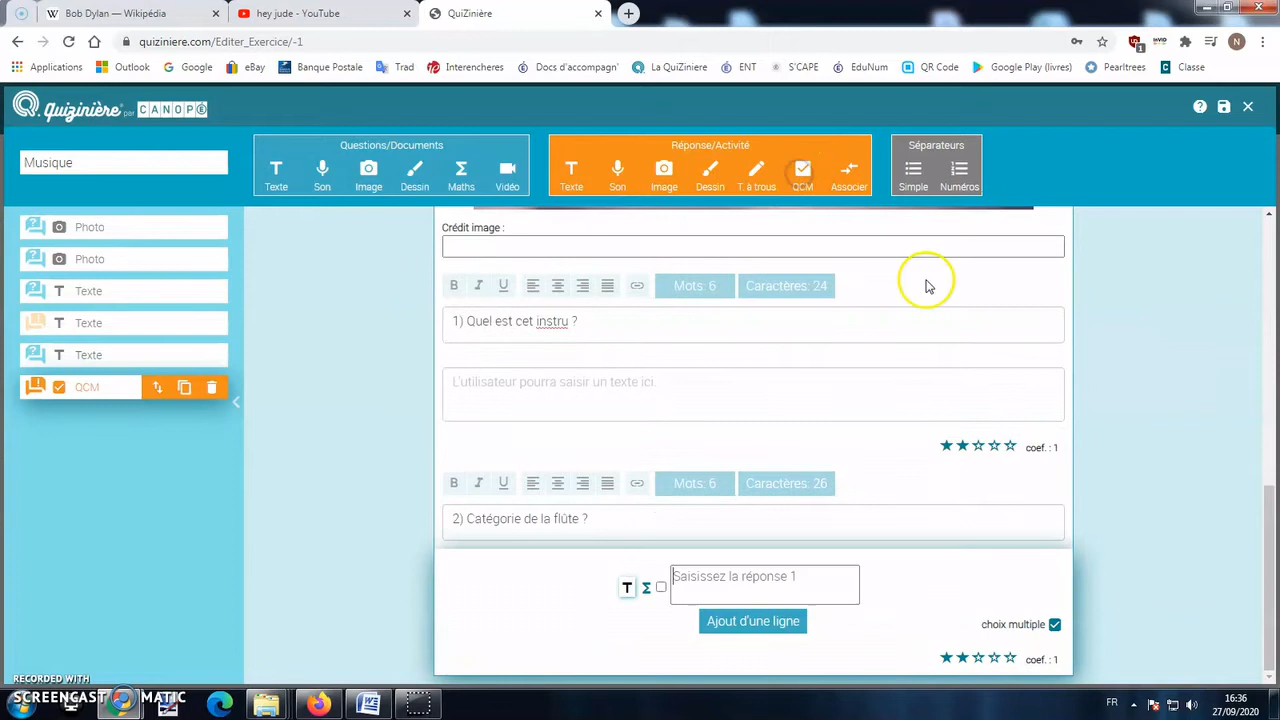 Bob Dylan — Wikipédia
hey jude - YouTube
QuiZinière
quiziniere.com/Editer_Exercice/-1
N
Applications
Outlook
Google
eBay
Banque Postale
Trad
Interencheres
Docs d'accompagn'
La QuiZiniere
ENT
S'CAPE
EduNum
QR Code
Google Play (livres)
Pearltrees
Classe
Quizinière par CANOPÉ
Musique
Questions/Documents
Texte
Son
Image
Dessin
Maths
Vidéo
Réponse/Activité
Texte
Son
Image
Dessin
T. à trous
QCM
Associer
Séparateurs
Simple
Numéros
Photo
Photo
Texte
Texte
Texte
QCM
Crédit image :
B I U
Mots: 6
Caractères: 24
1) Quel est cet instru ?
L'utilisateur pourra saisir un texte ici.
coef. : 1
B I U
Mots: 6
Caractères: 26
2) Catégorie de la flûte ?
T Σ
Saisissez la réponse 1
Ajout d'une ligne
choix multiple
coef. : 1
RECORDED WITH
SCREENCAST MATIC
FR
16:36
27/09/2020